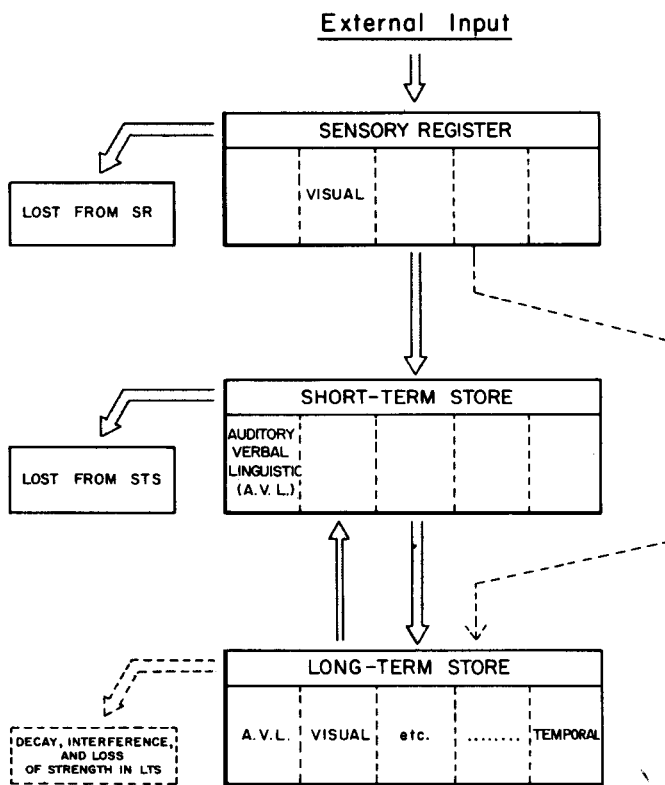 External Input
SENSORY REGISTER
VISUAL
LOST FROM SR
SHORT-TERM STORE
AUDITORY
VERBAL
LINGUISTIC
(A.V.L.)
LOST FROM STS
LONG-TERM STORE
A.V.L. VISUAL etc. ........ TEMPORAL
DECAY, INTERFERENCE,
AND LOSS
OF STRENGTH IN LTS